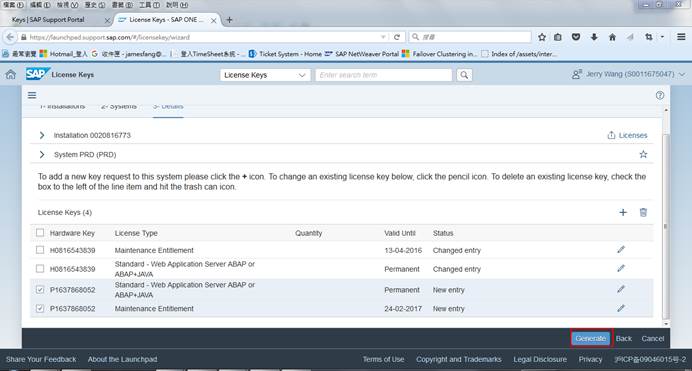 檔案(F) 編輯(E) 檢視(V) 歷史(S) 書籤(B) 工具(T) 說明(H)
Keys | SAP Support Portal × License Keys - SAP ONE ... × +
https://launchpad.support.sap.com/#/licensekey/wizard 搜尋
最常瀏覽 Hotmail_登入 收件匣 - jamesfang@... 登入TimeSheet系統 - ... Ticket System - Home SAP NetWeaver Portal Failover Clustering in... Index_of /assets/inter...
SAP License Keys License Keys Enter search term Jerry Wang (S0011675047)
1- Installations 2- Systems 3- Details
Installation 0020816773 Licenses
System PRD (PRD)
To add a new key request to this system please click the + icon. To change an existing license key below, click the pencil icon. To delete an existing license key, check the
box to the left of the line item and hit the trash can icon.
License Keys (4)
Hardware Key License Type Quantity Valid Until Status
H0816543839 Maintenance Entitlement 13-04-2016 Changed entry
H0816543839 Standard - Web Application Server ABAP or
ABAP+JAVA Permanent Changed entry
P1637868052 Standard - Web Application Server ABAP or
ABAP+JAVA Permanent New entry
P1637868052 Maintenance Entitlement 24-02-2017 New entry
Generate Back Cancel
Share Your Feedback About the Launchpad Terms of Use Copyright and Trademarks Legal Disclosure Privacy 沪ICP备09046015号-2